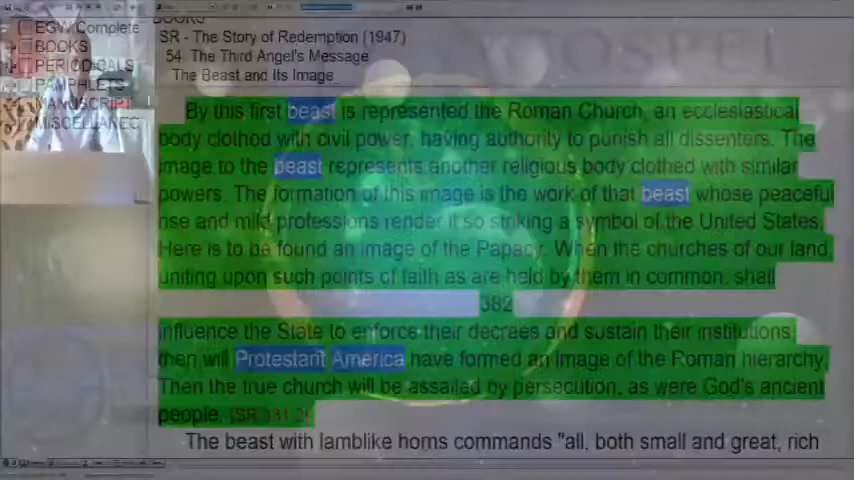 BOOKS
EGW Complete
BOOKS
PERIODICALS
PAMPHLETS
MANUSCRIPT
MISCELLANEO
SR - The Story of Redemption (1947)
54 The Third Angel's Message
The Beast and Its Image
GOSPEL
By this first beast is represented the Roman Church, an ecclesiastical
body clothed with civil power, having authority to punish all dissenters. The
image to the beast represents another religious body clothed with similar
powers. The formation of this image is the work of that beast whose peaceful
rise and mild professions render it so striking a symbol of the United States.
Here is to be found an image of the Papacy. When the churches of our land,
uniting upon such points of faith as are held by them in common, shall
382
influence the State to enforce their decrees and sustain their institutions
then will Protestant America have formed an image of the Roman hierarchy.
Then the true church will be assailed by persecution, as were God's ancient
people. {SR 381.2}
The beast with lamblike horns commands "all, both small and great, rich